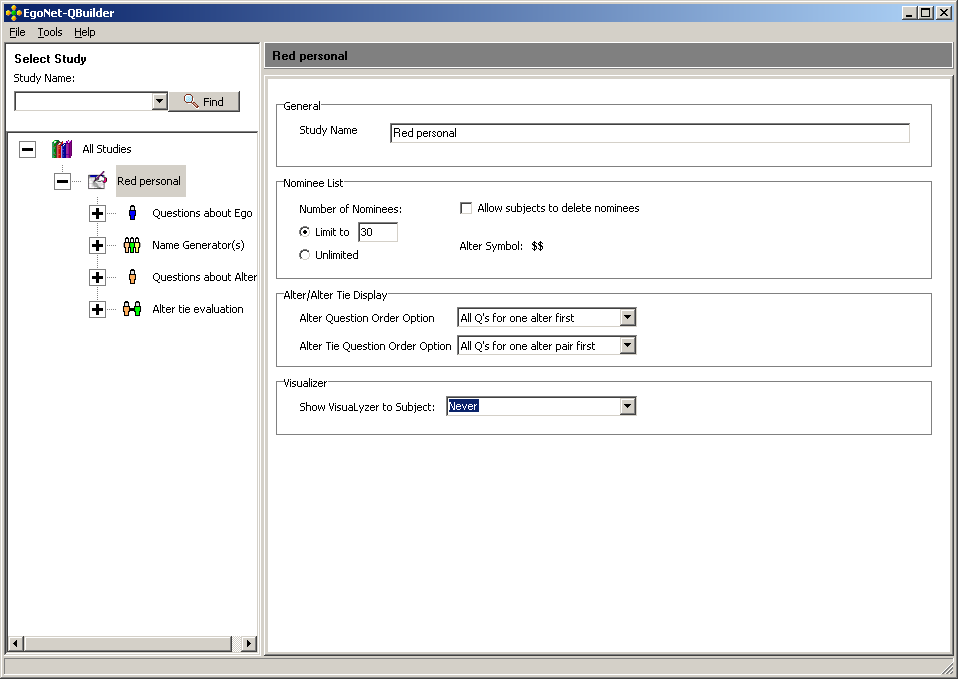 EgoNet-QBuilder
File Tools Help
Select Study
Study Name:
Find
All Studies
Red personal
Questions about Ego
Name Generator(s)
Questions about Alter
Alter tie evaluation
Red personal
General
Study Name Red personal
Nominee List
Number of Nominees:
Allow subjects to delete nominees
Limit to 30
Alter Symbol: $$
Unlimited
Alter/Alter Tie Display
Alter Question Order Option All Q's for one alter first
Alter Tie Question Order Option All Q's for one alter pair first
Visualizer
Show VisuaLyzer to Subject: Never